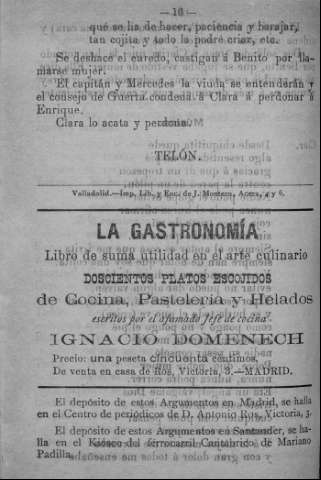 — 16 —
qué se ha de hacer, paciencia y barajar,
tan cojita y todo la podré criar, etc.
Se deshace el enredo, castigan á Benito por lla-
marse mujer.
El capitán y Mercedes la viuda se entenderán y
el consejo de Guerra condena á Clara á perdonar á
Enrique.
Clara lo acata y perdona.
TELÓN.
Valladolid.—Imp. Lib. y Enc. de J. Montero, Acera, 4 y 6.
LA GASTRONOMÍA
Libro de suma utilidad en el arte culinario
DOSCIENTOS PLATOS ESCOJIDOS
de Cocina, Pastelería y Helados
escritos por el afamado Jefe de cocina
IGNACIO DOMENECH
Precio: una peseta cincuenta céntimos.
De venta en casa de Ros, Victoria, 3.—MADRID.
El depósito de estos Argumentos en Madrid, se halla
en el Centro de periódicos de D. Antonio Ros, Victoria, 3.
El depósito de estos Argumentos en Santander, se ha-
lla en el Kiosco del ferrocarril Cantábrico de Mariano
Padilla.